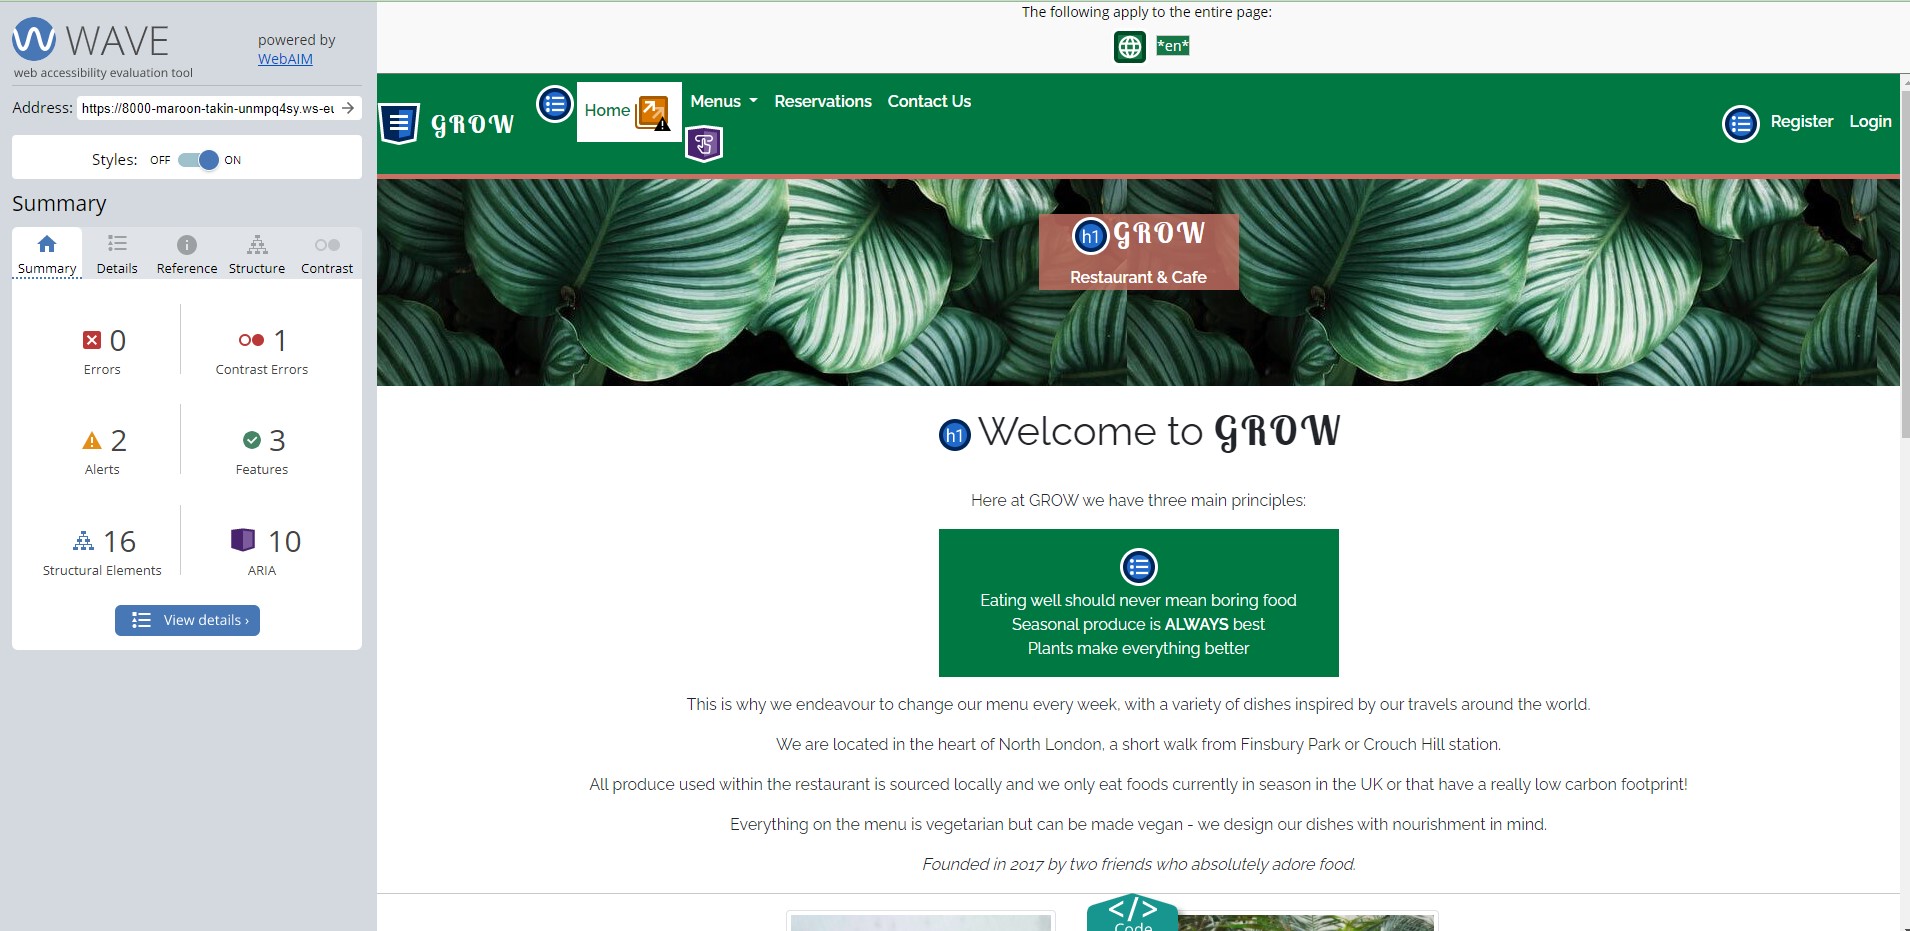 WAVE
powered by
WebAIM
web accessibility evaluation tool
Address: https://8000-maroon-takin-unmpq4sy.ws-eu
Styles: OFF ON
Summary
Summary Details Reference Structure Contrast
0
Errors
1
Contrast Errors
2
Alerts
3
Features
16
Structural Elements
10
ARIA
View details ›
The following apply to the entire page:
*en*
GROW Home Menus Reservations Contact Us Register Login
h1 GROW
Restaurant & Cafe
h1 Welcome to GROW
Here at GROW we have three main principles:
Eating well should never mean boring food
Seasonal produce is ALWAYS best
Plants make everything better
This is why we endeavour to change our menu every week, with a variety of dishes inspired by our travels around the world.
We are located in the heart of North London, a short walk from Finsbury Park or Crouch Hill station.
All produce used within the restaurant is sourced locally and we only eat foods currently in season in the UK or that have a really low carbon footprint!
Everything on the menu is vegetarian but can be made vegan - we design our dishes with nourishment in mind.
Founded in 2017 by two friends who absolutely adore food.
</>
Code